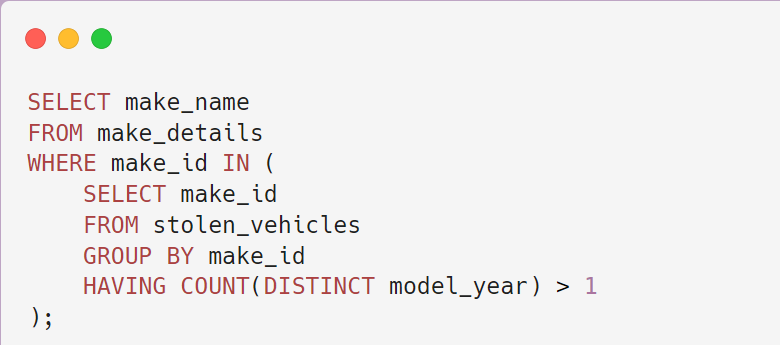 SELECT make_name
FROM make_details
WHERE make_id IN (
    SELECT make_id
    FROM stolen_vehicles
    GROUP BY make_id
    HAVING COUNT(DISTINCT model_year) > 1
);